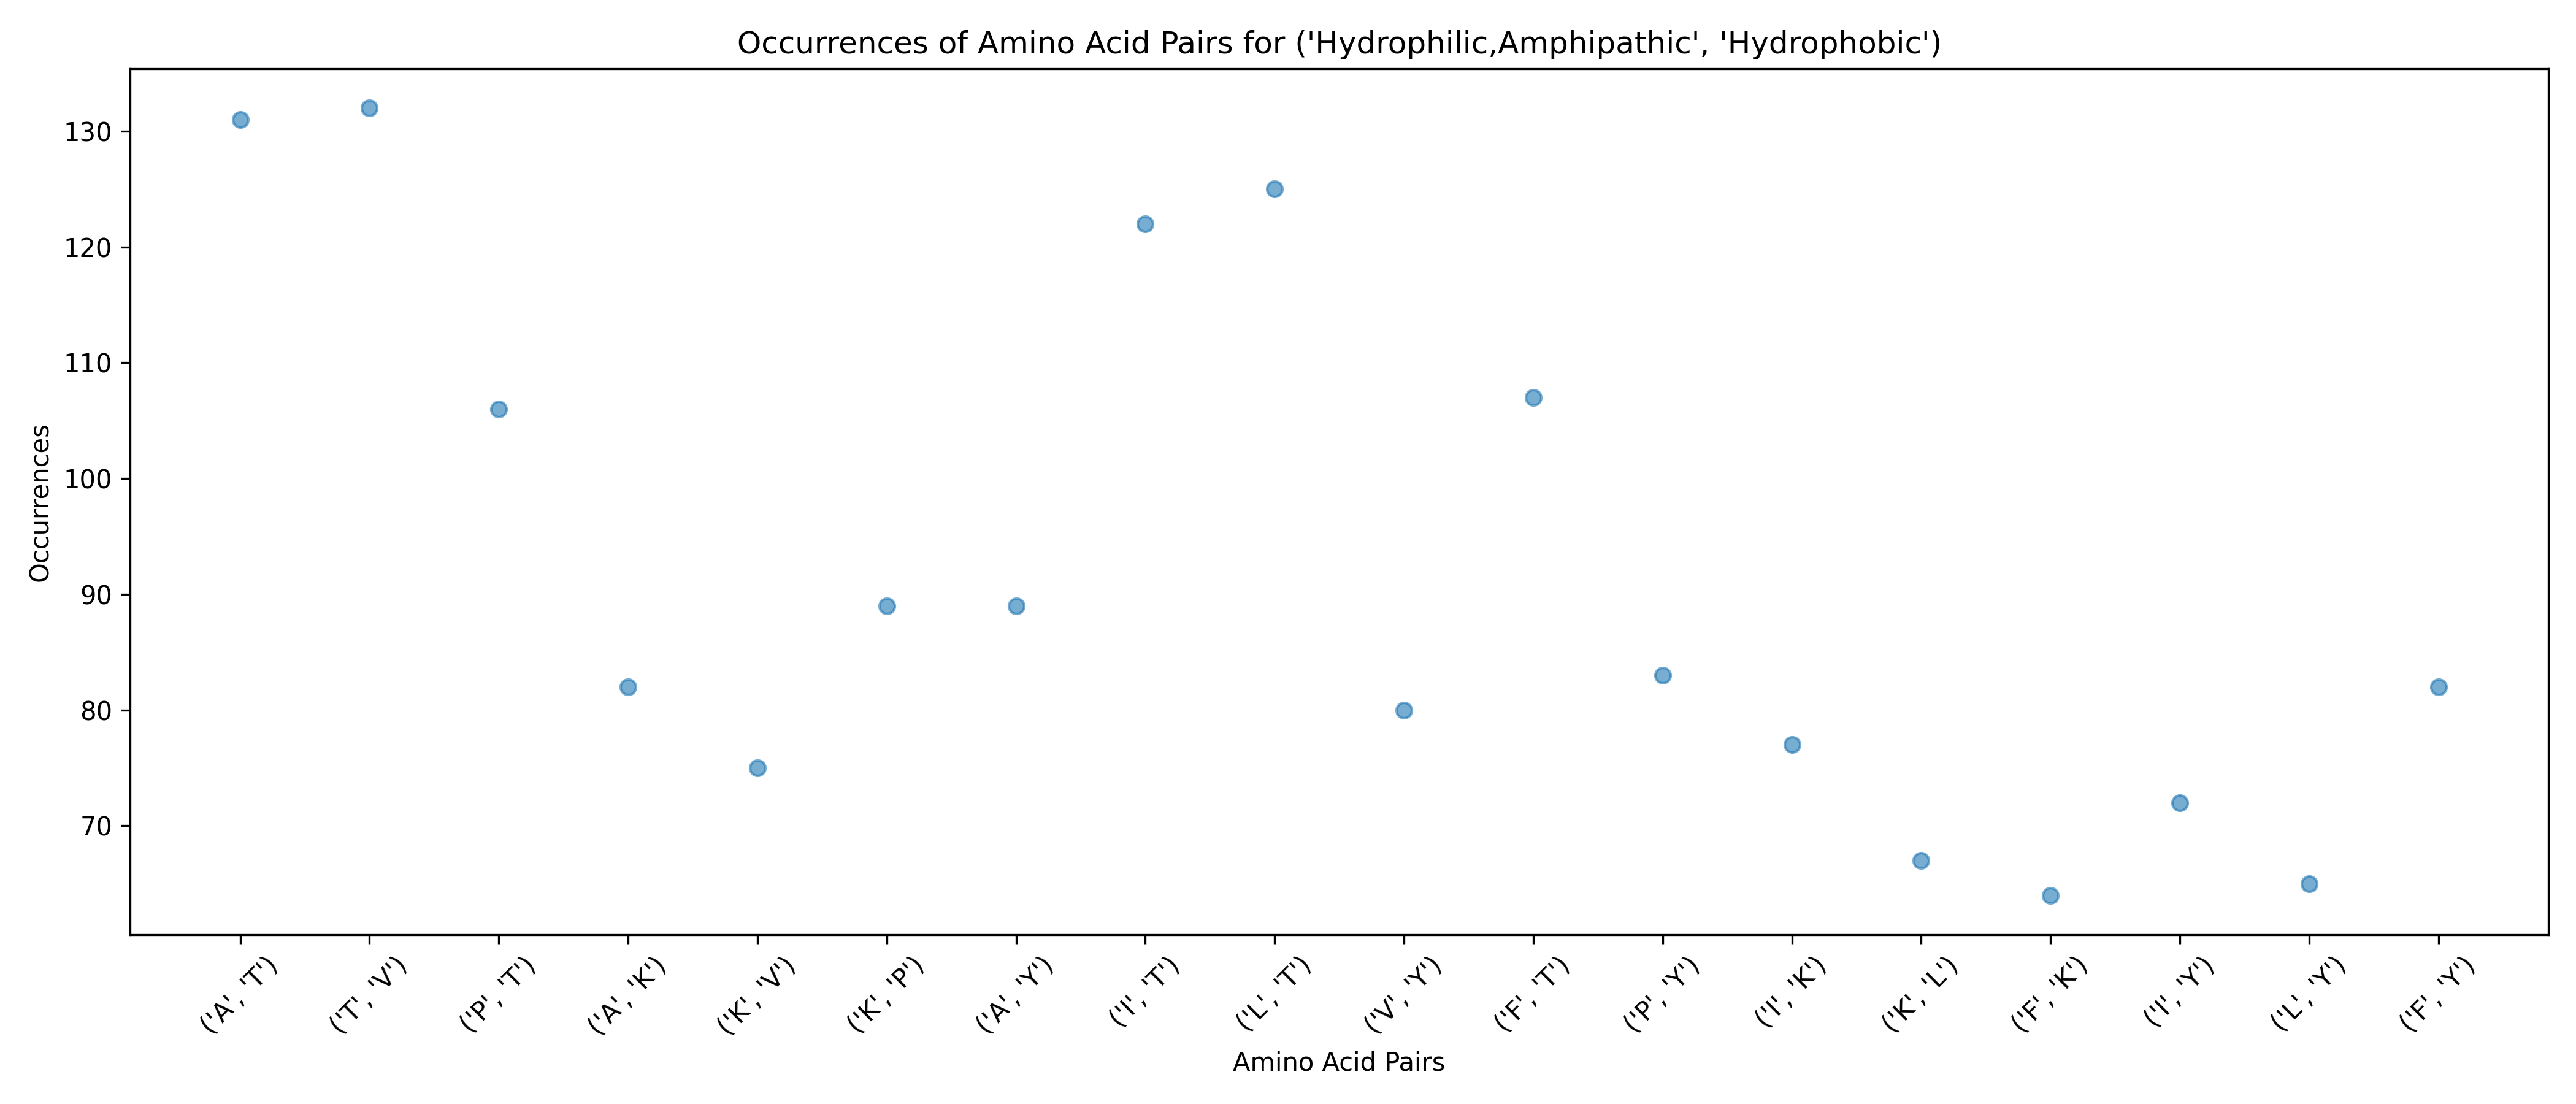 Occurrences of Amino Acid Pairs for ('Hydrophilic,Amphipathic', 'Hydrophobic')
130
120
110
100
90
80
70
Occurrences
('A', 'T')
('T', 'V')
('P', 'T')
('A', 'K')
('K', 'V')
('K', 'P')
('A', 'Y')
('I', 'T')
('L', 'T')
('V', 'Y')
('F', 'T')
('P', 'Y')
('I', 'K')
('K', 'L')
('F', 'K')
('I', 'Y')
('L', 'Y')
('F', 'Y')
Amino Acid Pairs